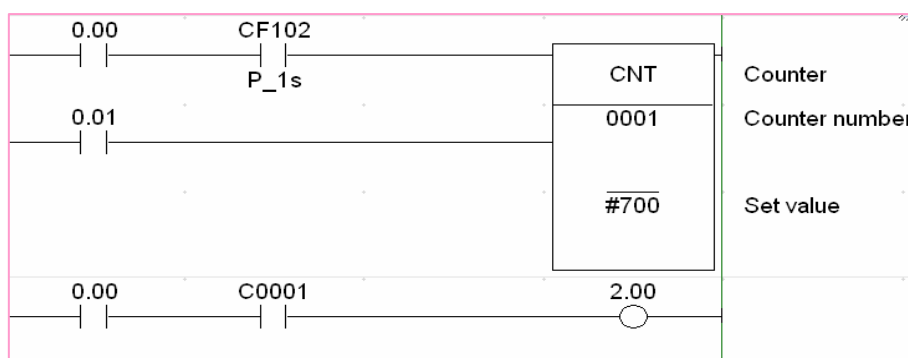 0.00 CF102
P_1s
CNT Counter
0.01 0001 Counter number
#700 Set value
0.00 C0001 2.00